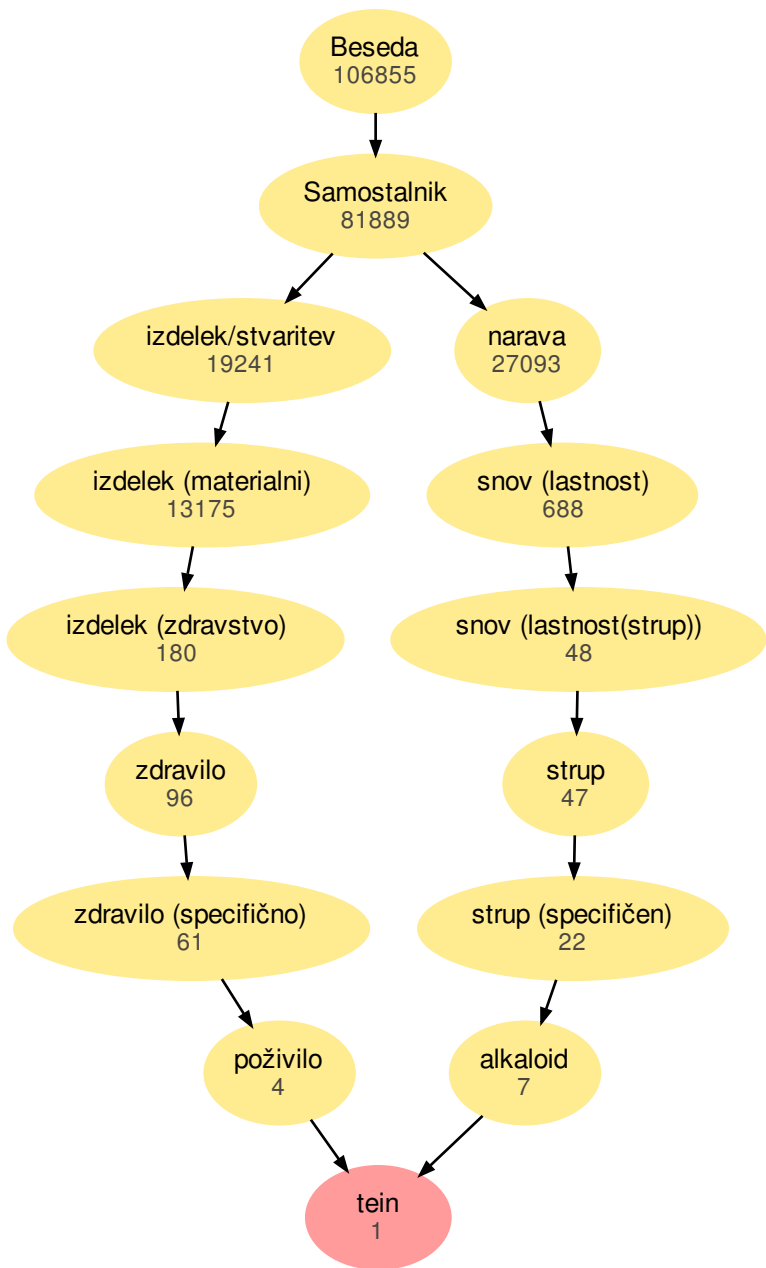 Beseda
106855
Samostalnik
81889
izdelek/stvaritev
19241
narava
27093
izdelek (materialni)
13175
snov (lastnost)
688
izdelek (zdravstvo)
180
snov (lastnost(strup))
48
zdravilo
96
strup
47
zdravilo (specifično)
61
strup (specifičen)
22
poživilo
4
alkaloid
7
tein
1